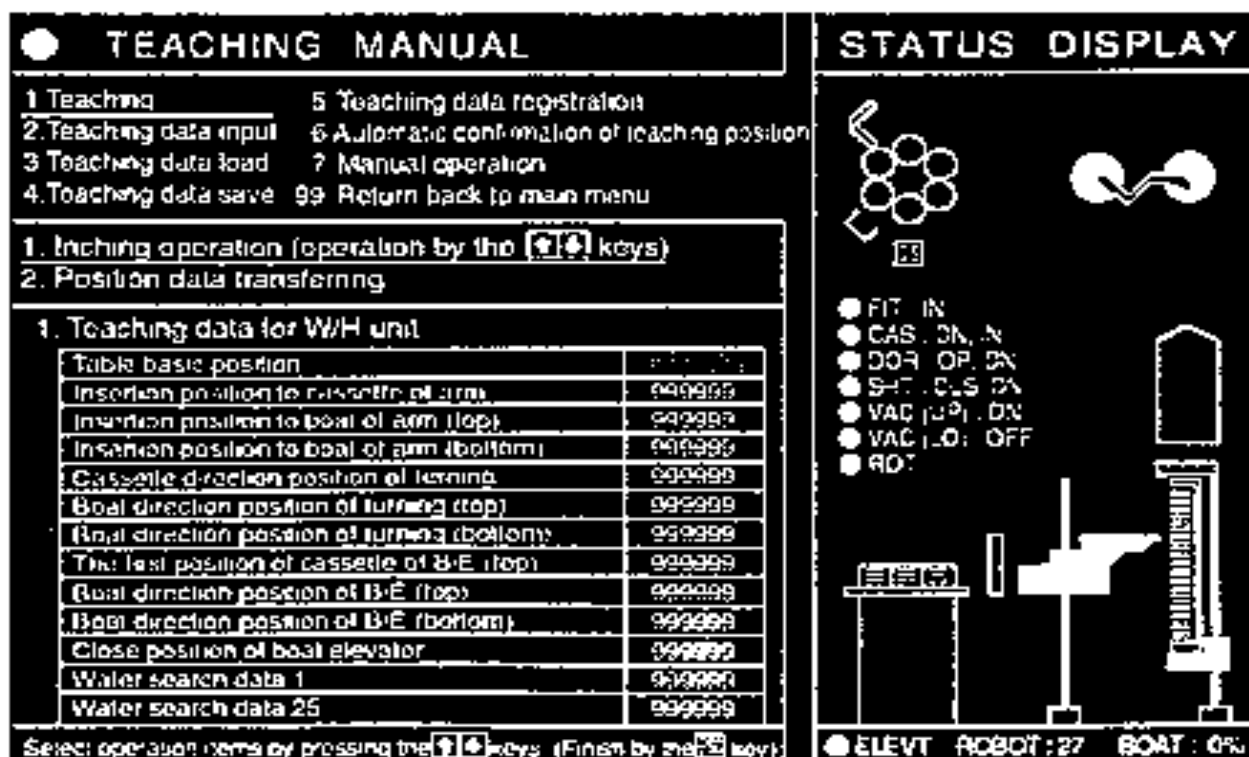 TEACHING MANUAL
1 Teaching
2. Teaching data input
3 Teaching data load
4. Teaching data save
5 Teaching data registration
6 Automatic confirmation of teaching position
7 Manual operation
99 Return back to main menu
1. Inching operation (operation by the keys)
2. Position data transferring
1. Teaching data for W/H unit
Table basic position
Insertion position to cassette of arm 999999
Insertion position to boat of arm (top) 999999
Insertion position to boat of arm (bottom) 999999
Cassette direction position of turning 999999
Boat direction position of turning (top) 999999
Boat direction position of turning (bottom) 999999
The last position of cassette of B·E (top) 999999
Boat direction position of B·E (top) 999999
Boat direction position of B·E (bottom) 999999
Close position of boat elevator 999999
Wafer search data 1 999999
Wafer search data 25 999999
Select operation items by pressing the keys (Finish by the key)
STATUS DISPLAY
IN
CAS
ON
VAC ON
VAC OFF
ELEVT ROBOT : 27 BOAT : 0%